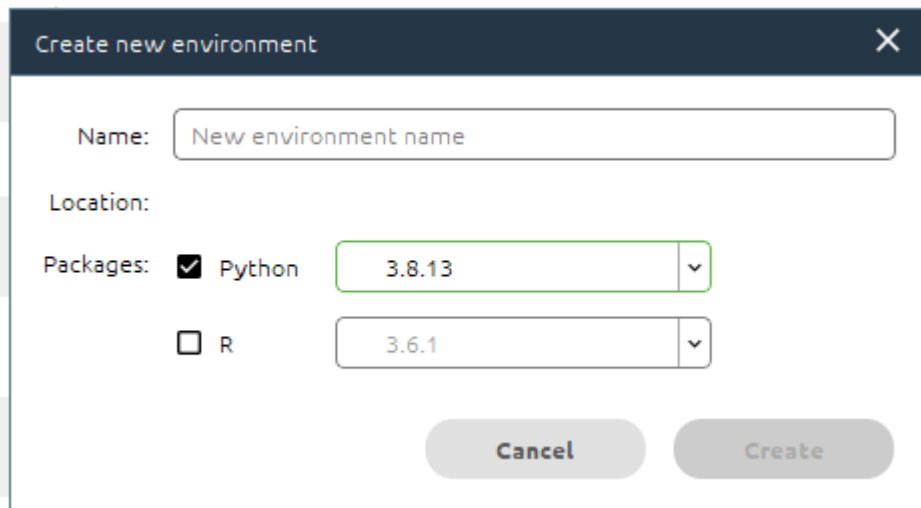 Create new environment
Name: New environment name
Location:
Packages: Python 3.8.13
R 3.6.1
Cancel Create